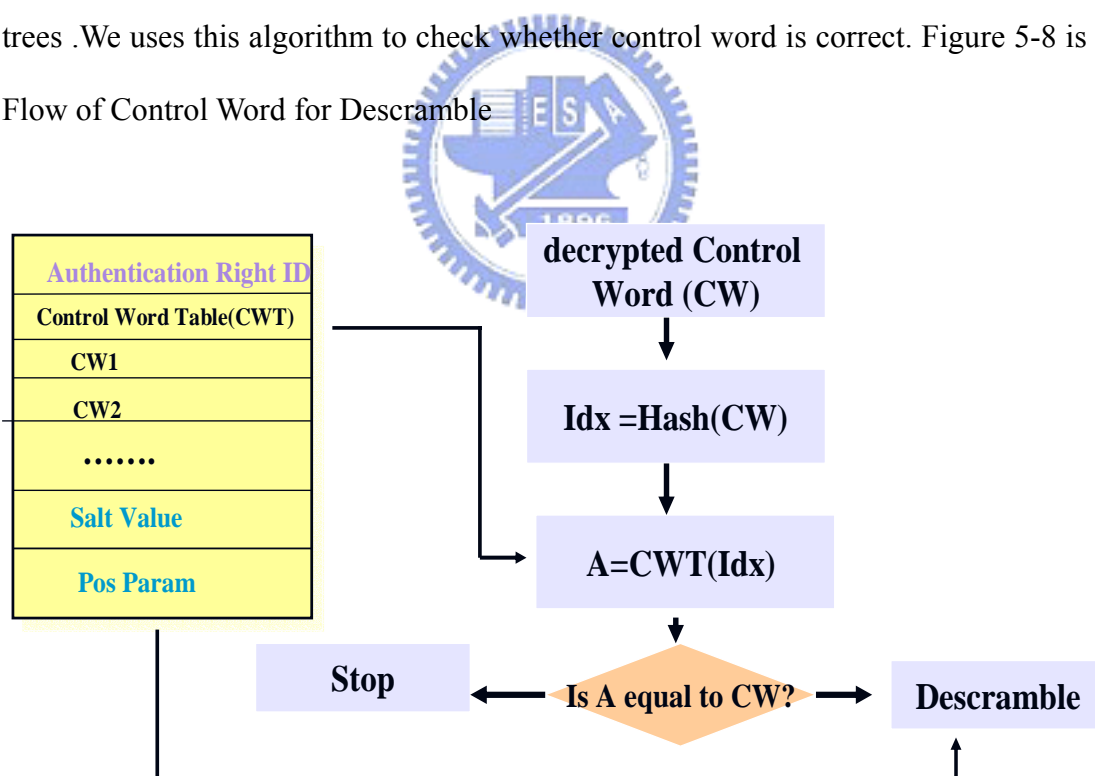 trees .We uses this algorithm to check whether control word is correct. Figure 5-8 is
Flow of Control Word for Descramble
E S A
1896
decrypted Control
Word (CW)
Authentication Right ID
Control Word Table(CWT)
CW1
CW2
.......
Salt Value
Pos Param
Idx =Hash(CW)
A=CWT(Idx)
Is A equal to CW?
Stop
Descramble